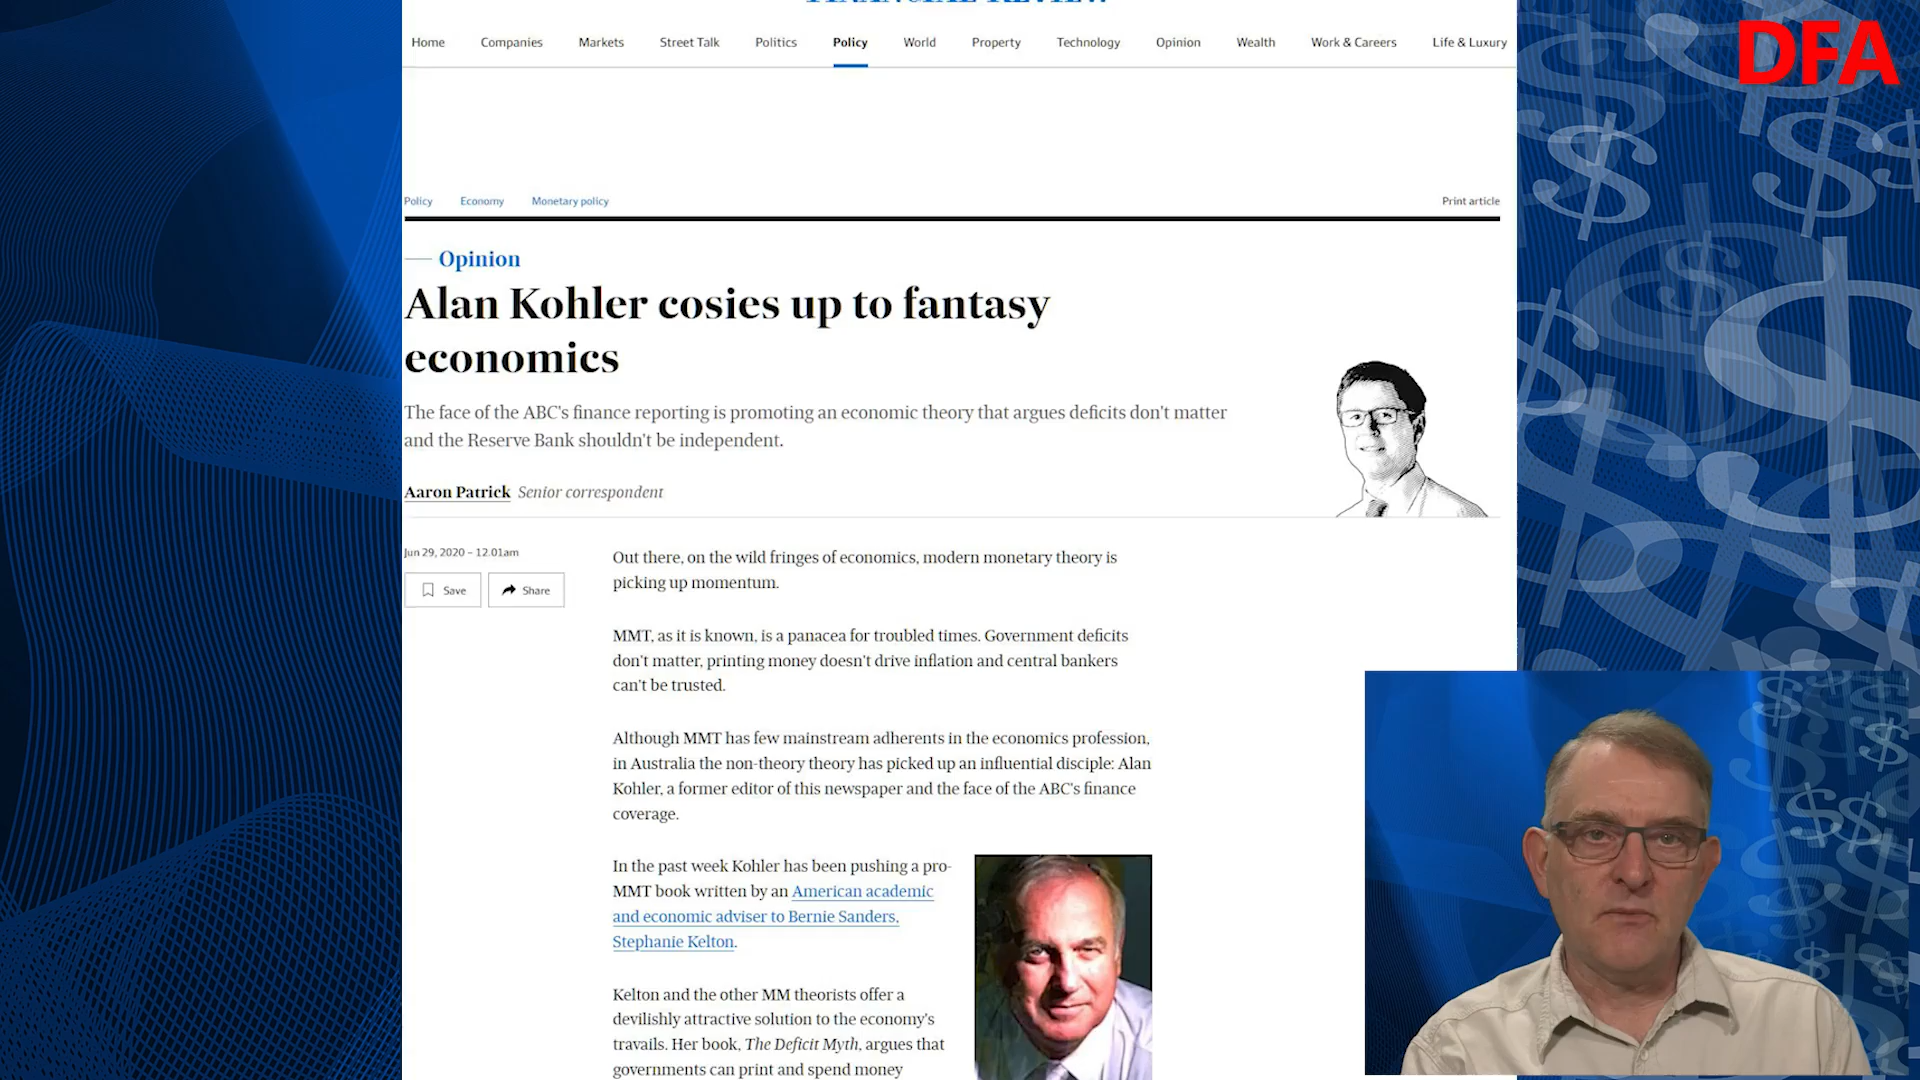 FINANCIAL REVIEW
DFA
Home Companies Markets Street Talk Politics Policy World Property Technology Opinion Wealth Work & Careers Life & Luxury
Policy Economy Monetary policy Print article
Opinion
Alan Kohler cosies up to fantasy
economics
The face of the ABC's finance reporting is promoting an economic theory that argues deficits don't matter
and the Reserve Bank shouldn't be independent.
Aaron Patrick Senior correspondent
Jun 29, 2020 – 12.01am
Save Share
Out there, on the wild fringes of economics, modern monetary theory is
picking up momentum.
MMT, as it is known, is a panacea for troubled times. Government deficits
don't matter, printing money doesn't drive inflation and central bankers
can't be trusted.
Although MMT has few mainstream adherents in the economics profession,
in Australia the non-theory theory has picked up an influential disciple: Alan
Kohler, a former editor of this newspaper and the face of the ABC's finance
coverage.
In the past week Kohler has been pushing a pro-
MMT book written by an American academic
and economic adviser to Bernie Sanders,
Stephanie Kelton.
Kelton and the other MM theorists offer a
devilishly attractive solution to the economy's
travails. Her book, The Deficit Myth, argues that
governments can print and spend money